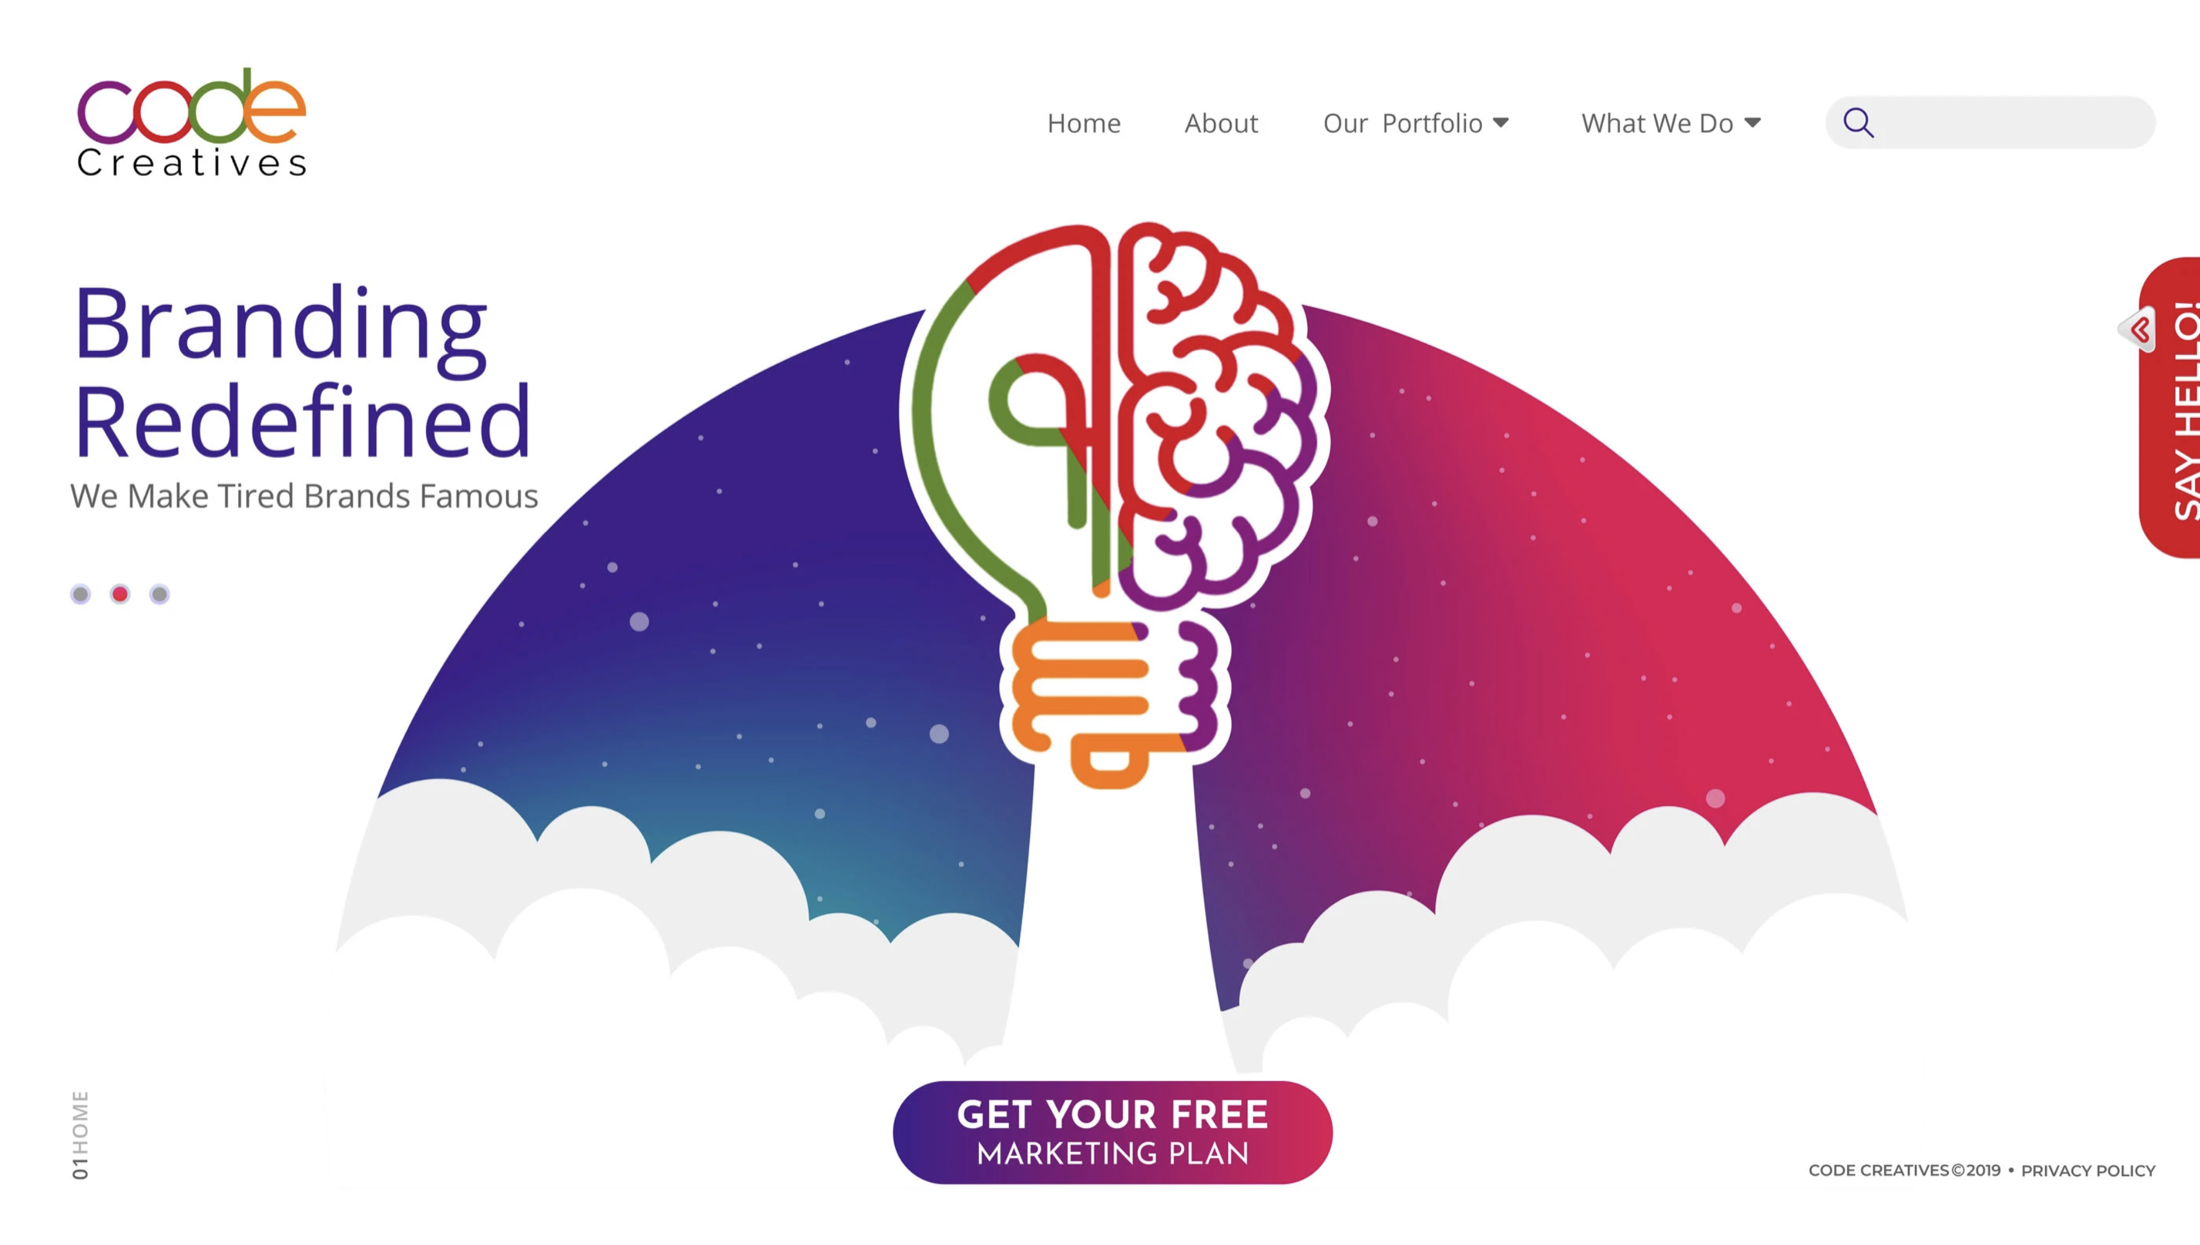 code
Creatives
Home
About
Our Portfolio
What We Do
Branding
Redefined
We Make Tired Brands Famous
SAY HELLO!
GET YOUR FREE
MARKETING PLAN
01HOME
CODE CREATIVES©2019 • PRIVACY POLICY